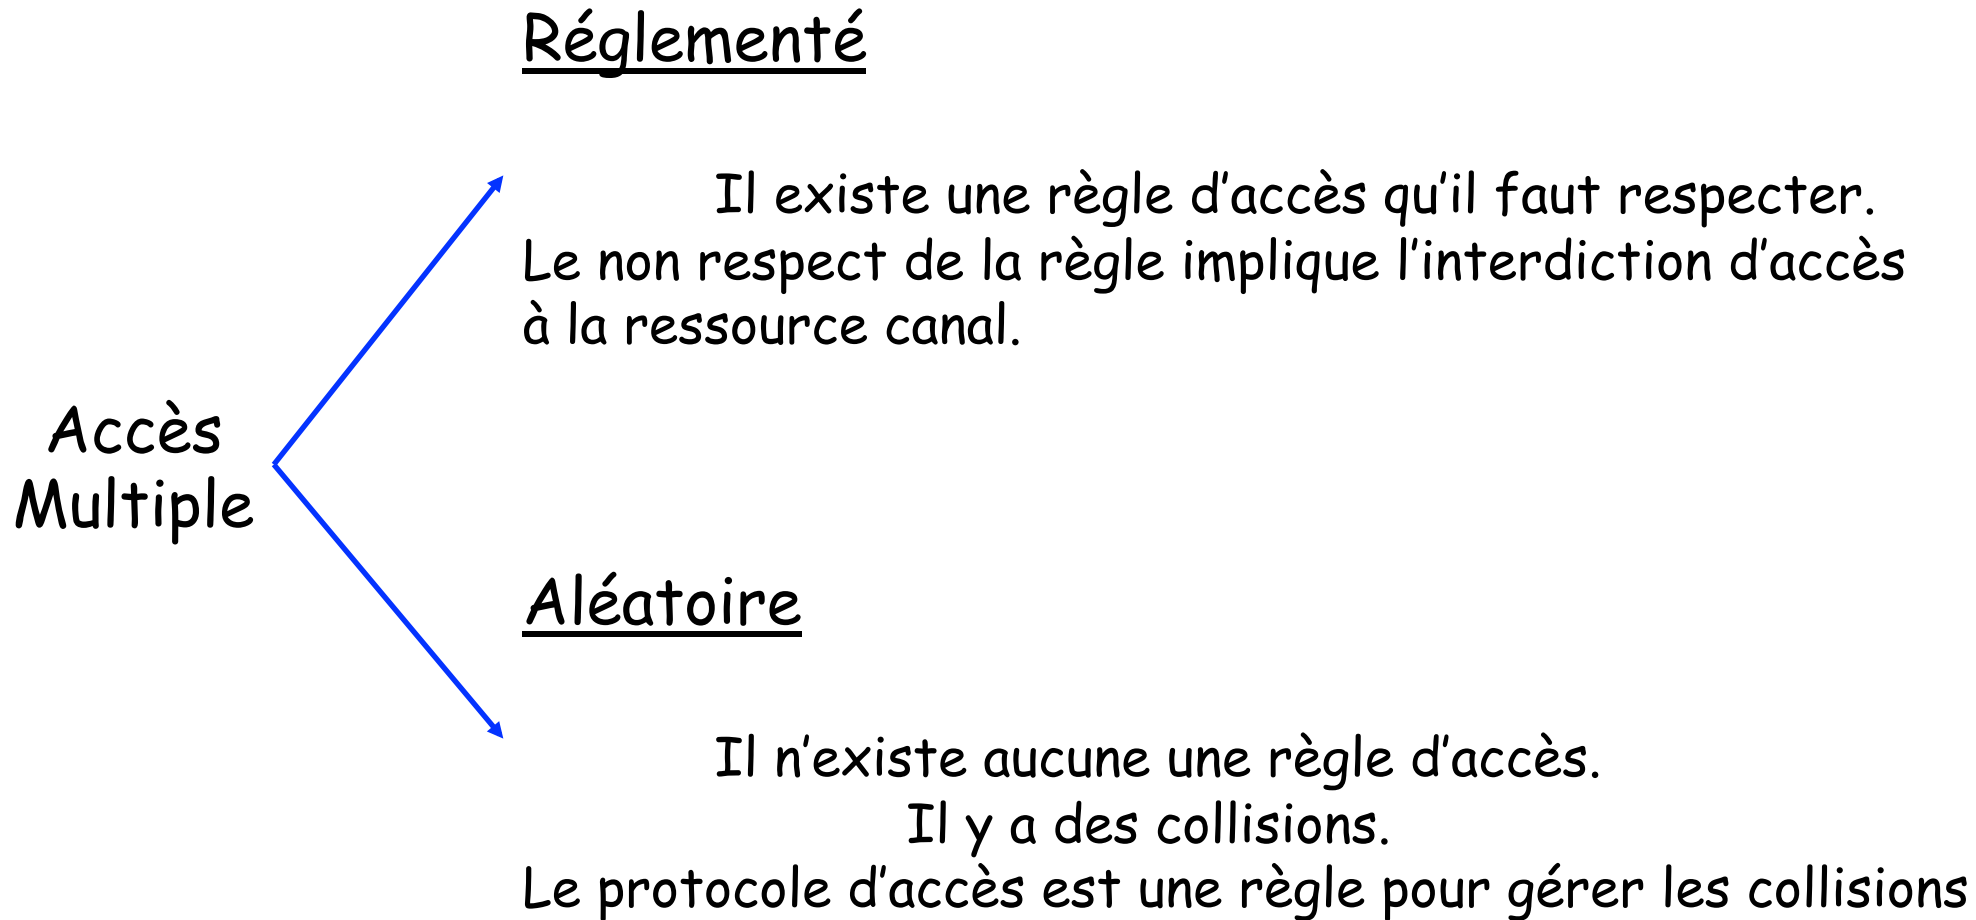 Réglementé
Il existe une règle d'accès qu'il faut respecter.
Le non respect de la règle implique l'interdiction d'accès
à la ressource canal.
Accès
Multiple
Aléatoire
Il n'existe aucune une règle d'accès.
Il y a des collisions.
Le protocole d'accès est une règle pour gérer les collisions